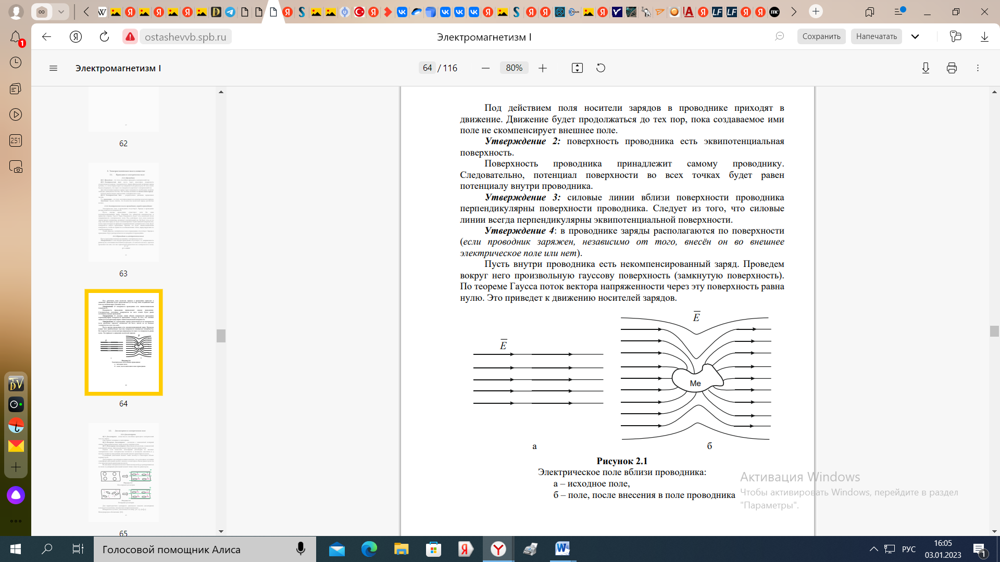 1
251
ostashevvb.spb.ru
Электромагнетизм I
Сохранить
Напечатать
Электромагнетизм I
64 / 116
80%
62
63
64
65
Под действием поля носители зарядов в проводнике приходят в
движение. Движение будет продолжаться до тех пор, пока создаваемое ими
поле не скомпенсирует внешнее поле.
Утверждение 2: поверхность проводника есть эквипотенциальная
поверхность.
Поверхность проводника принадлежит самому проводнику.
Следовательно, потенциал поверхности во всех точках будет равен
потенциалу внутри проводника.
Утверждение 3: силовые линии вблизи поверхности проводника
перпендикулярны поверхности проводника. Следует из того, что силовые
линии всегда перпендикулярны эквипотенциальной поверхности.
Утверждение 4: в проводнике заряды располагаются по поверхности
(если проводник заряжен, независимо от того, внесён он во внешнее
электрическое поле или нет).
Пусть внутри проводника есть некомпенсированный заряд. Проведем
вокруг него произвольную гауссову поверхность (замкнутую поверхность).
По теореме Гаусса поток вектора напряженности через эту поверхность равна
нулю. Это приведет к движению носителей зарядов.
E
E
Me
а
б
Рисунок 2.1
Электрическое поле вблизи проводника:
а – исходное поле,
б – поле, после внесения в поле проводника
Активация Windows
Чтобы активировать Windows, перейдите в раздел
"Параметры".
Голосовой помощник Алиса
РУС
16:05
03.01.2023
1